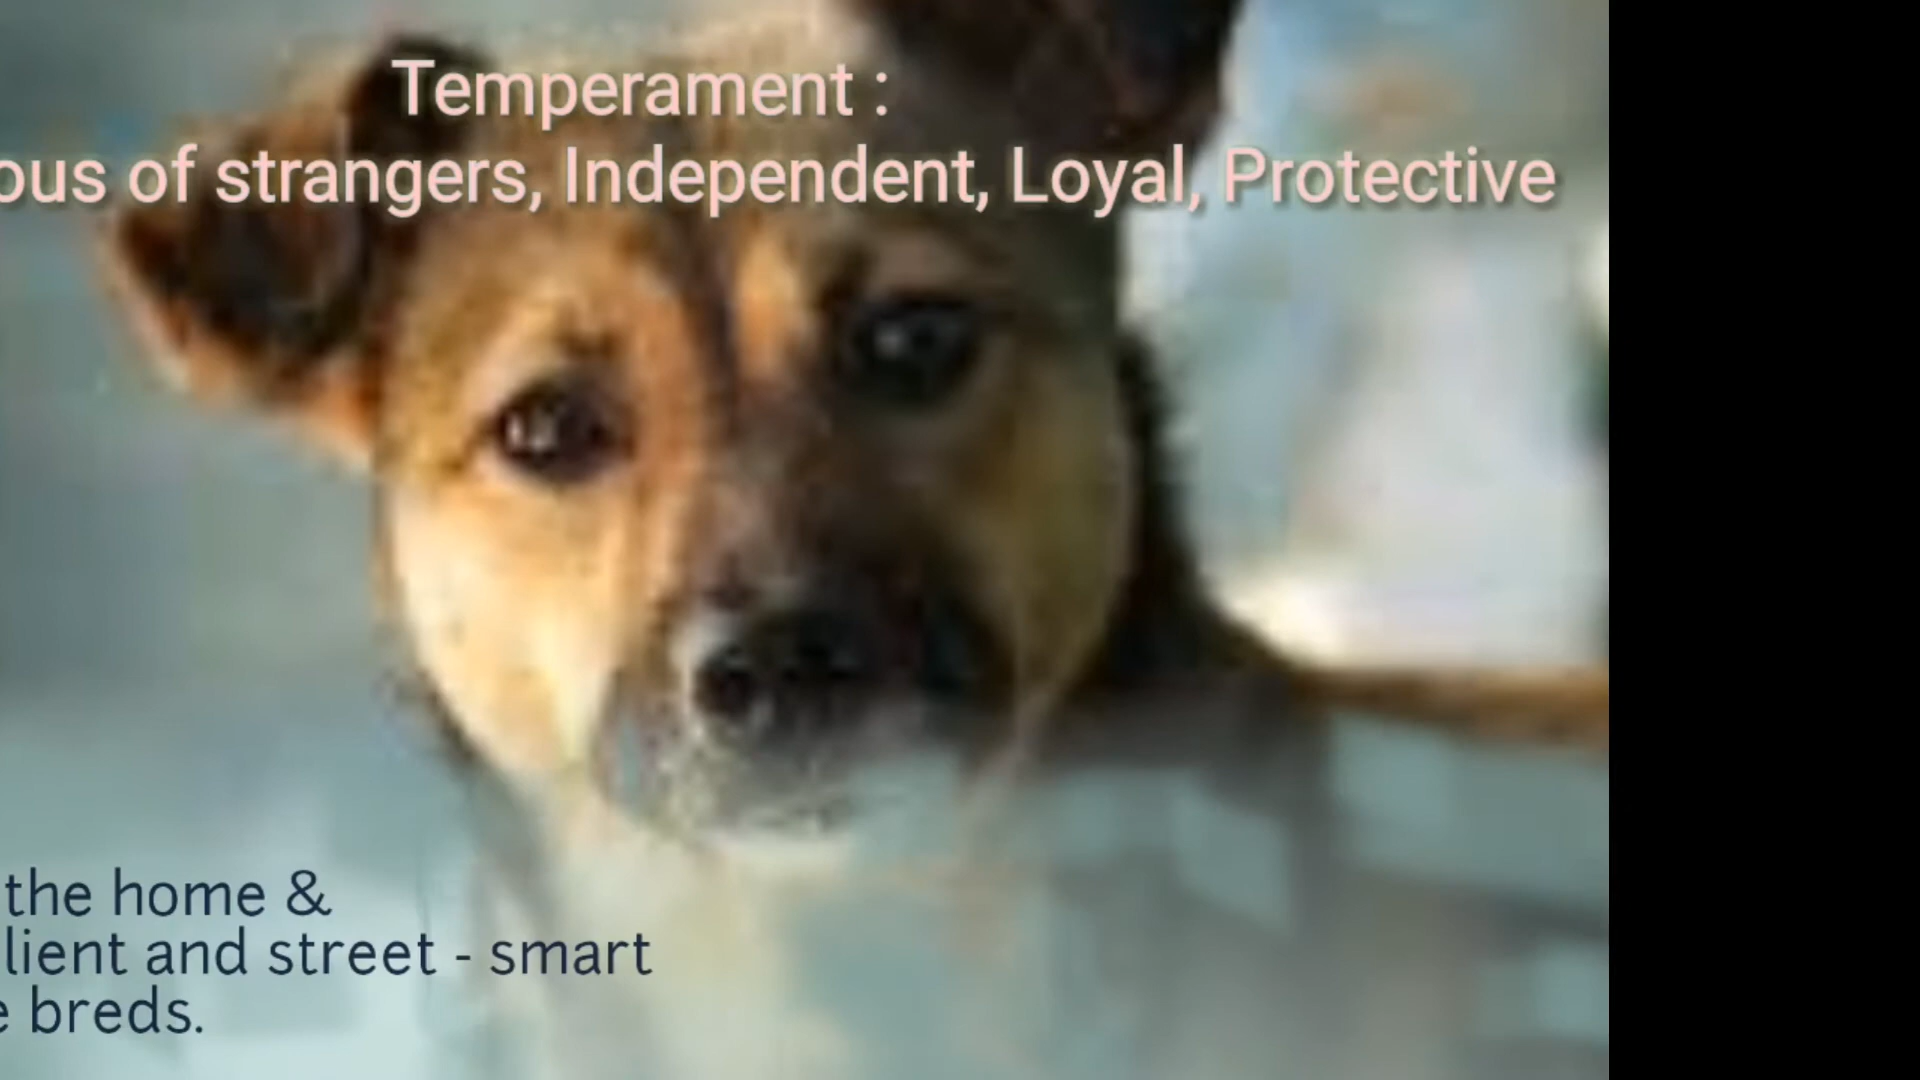 Temperament :
ous of strangers, Independent, Loyal, Protective
the home &
lient and street - smart
e breds.